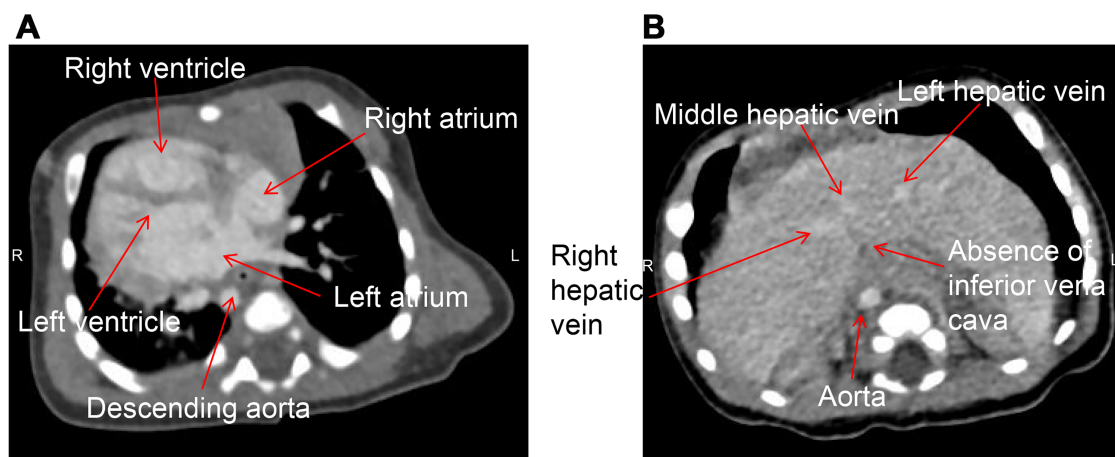 A
Right ventricle
Right atrium
R
L
Left atrium
Left ventricle
Descending aorta
B
Left hepatic vein
Middle hepatic vein
Right
hepatic
vein
R
L
Absence of
inferior vena
cava
Aorta